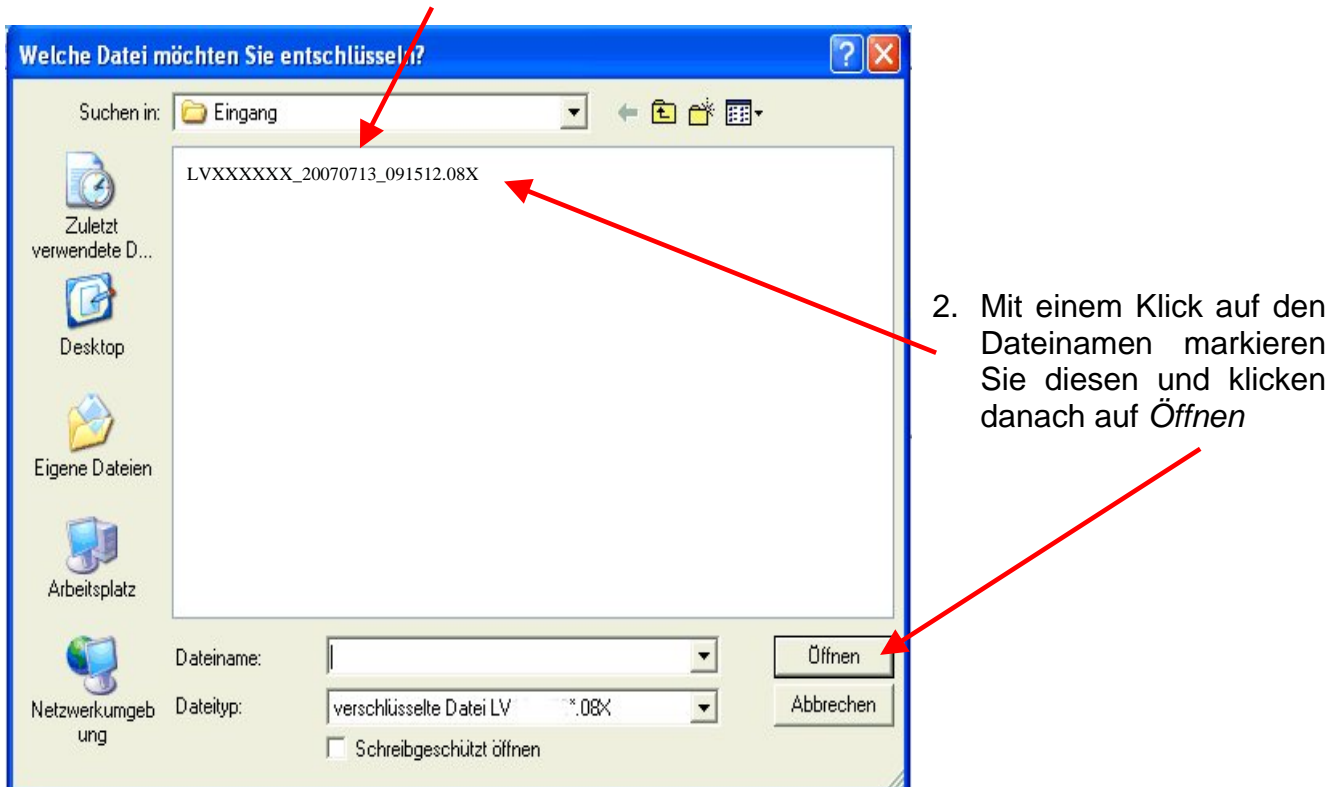 Welche Datei möchten Sie entschlüsseln?
Suchen in: Eingang
LVXXXXXX_20070713_091512.08X
Zuletzt
verwendete D...
Desktop
Eigene Dateien
Arbeitsplatz
Netzwerkumgeb
ung
Dateiname:
Öffnen
Dateityp: verschlüsselte Datei LV *.08X
Abbrechen
Schreibgeschützt öffnen
2. Mit einem Klick auf den
Dateinamen markieren
Sie diesen und klicken
danach auf Öffnen